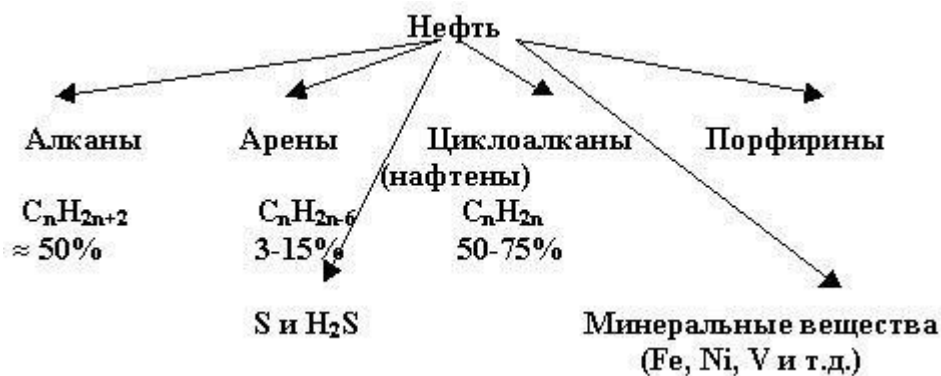 Нефть
Алканы
Арены
Циклоалканы
(нафтены)
Порфирины
CₙH₂ₙ₊₂
≈ 50%
CₙH₂ₙ₋₆
3-15%
CₙH₂ₙ
50-75%
S и H₂S
Минеральные вещества
(Fe, Ni, V и т.д.)